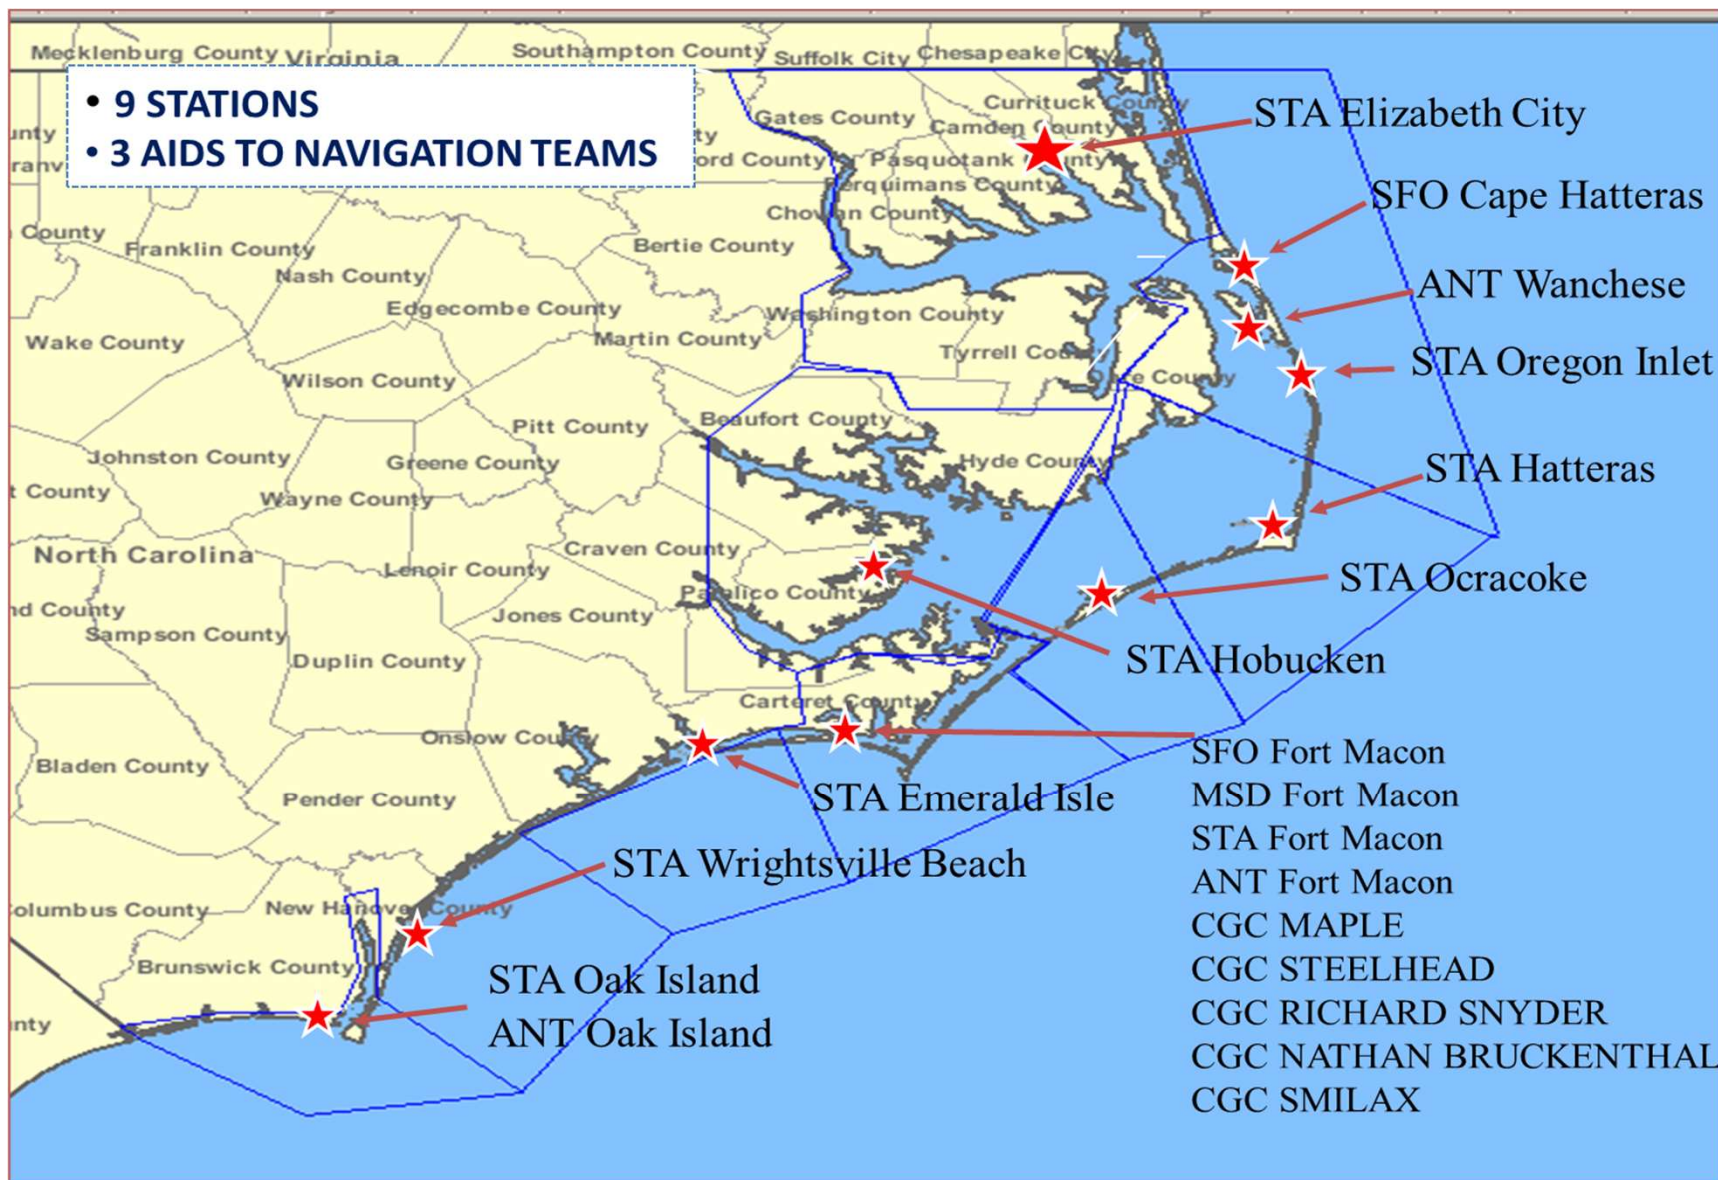 Mecklenburg County
Virginia
Southampton County
Suffolk City
Chesapeake City
• 9 STATIONS
• 3 AIDS TO NAVIGATION TEAMS
Currituck County
Gates County
Camden County
STA Elizabeth City
ord County
Pasquotank County
Perquimans County
SFO Cape Hatteras
Chowan County
County
Franklin County
Bertie County
Nash County
ANT Wanchese
Edgecombe County
Washington County
Wake County
Martin County
Tyrrell County
STA Oregon Inlet
Wilson County
Dare County
Beaufort County
Pitt County
Johnston County
Greene County
Hyde County
STA Hatteras
t County
Wayne County
North Carolina
Craven County
Lenoir County
STA Ocracoke
Pamlico County
nd County
Jones County
Sampson County
Duplin County
STA Hobucken
Carteret County
Onslow County
SFO Fort Macon
Bladen County
MSD Fort Macon
Pender County
STA Emerald Isle
STA Fort Macon
STA Wrightsville Beach
ANT Fort Macon
olumbus County
New Hanover County
CGC MAPLE
Brunswick County
CGC STEELHEAD
STA Oak Island
CGC RICHARD SNYDER
ANT Oak Island
CGC NATHAN BRUCKENTHAL
CGC SMILAX